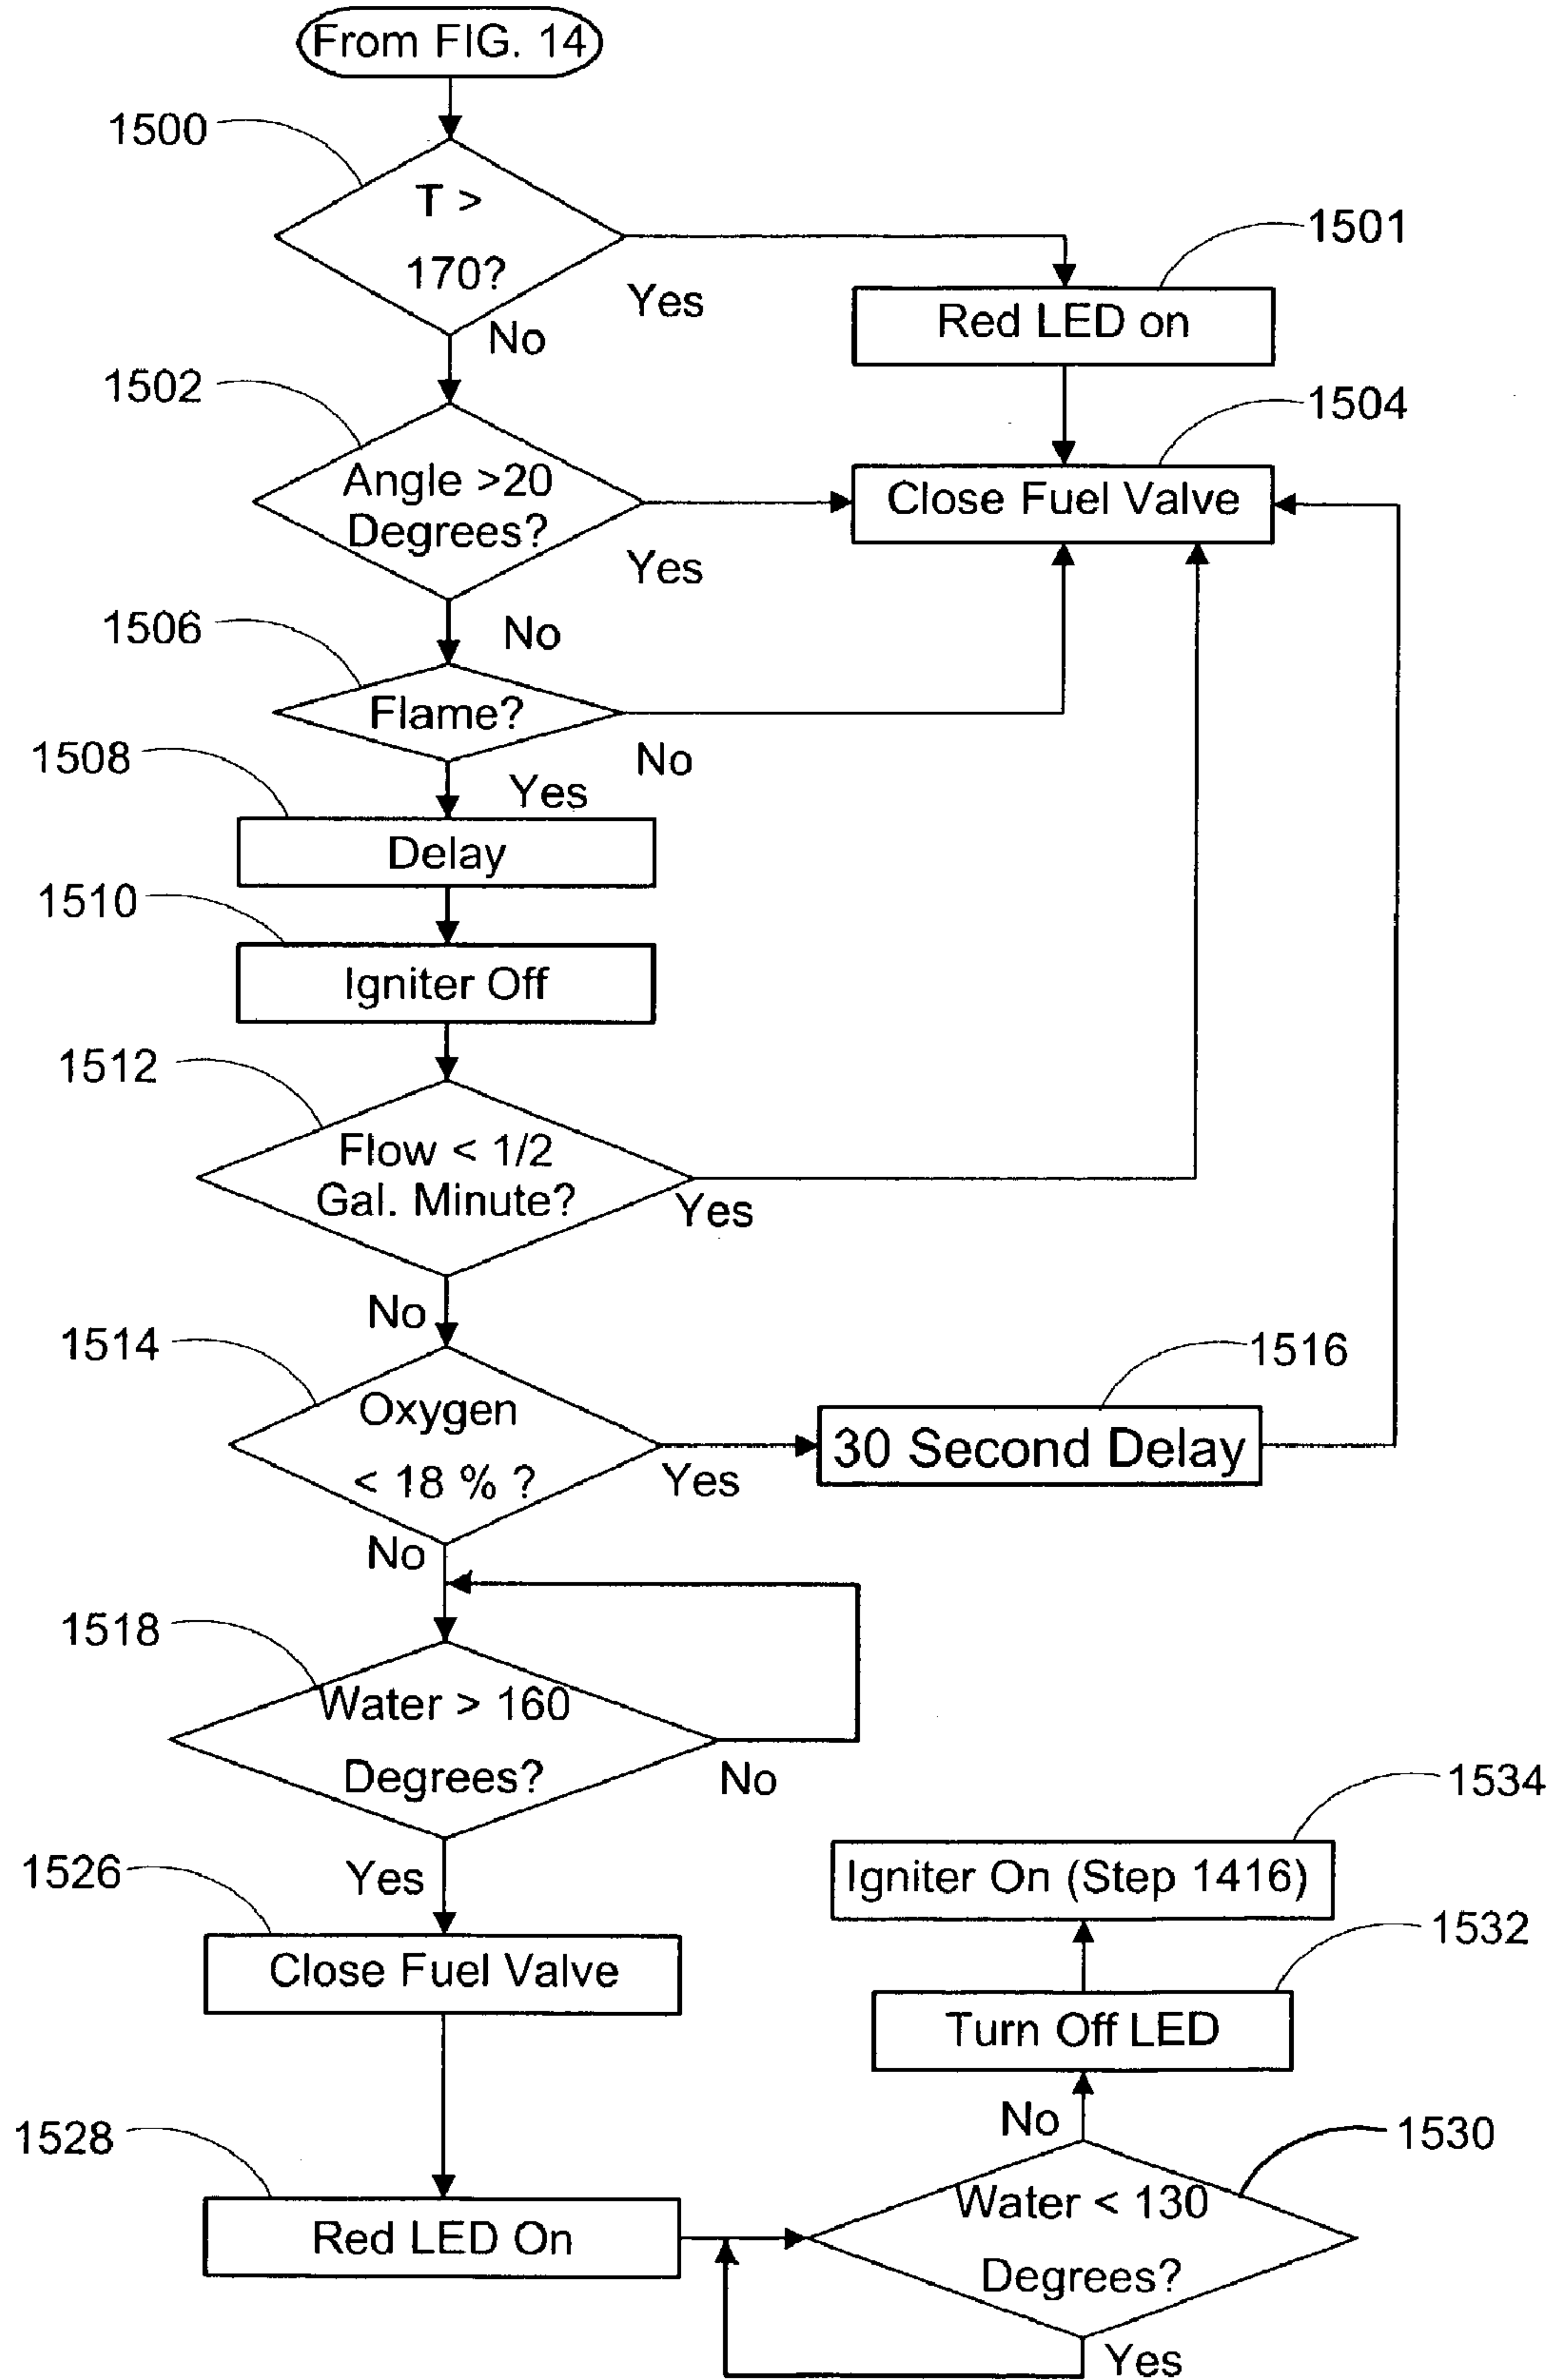 From FIG. 14
1500
T >
170?
Yes
No
1501
Red LED on
1502
Angle >20
Degrees?
Yes
No
1504
Close Fuel Valve
1506
Flame?
No
Yes
1508
Delay
1510
Igniter Off
1512
Flow < 1/2
Gal. Minute?
Yes
No
1514
Oxygen
< 18 % ?
Yes
No
1516
30 Second Delay
1518
Water > 160
Degrees?
No
Yes
1526
Close Fuel Valve
1528
Red LED On
1530
Water < 130
Degrees?
Yes
No
1532
Turn Off LED
1534
Igniter On (Step 1416)